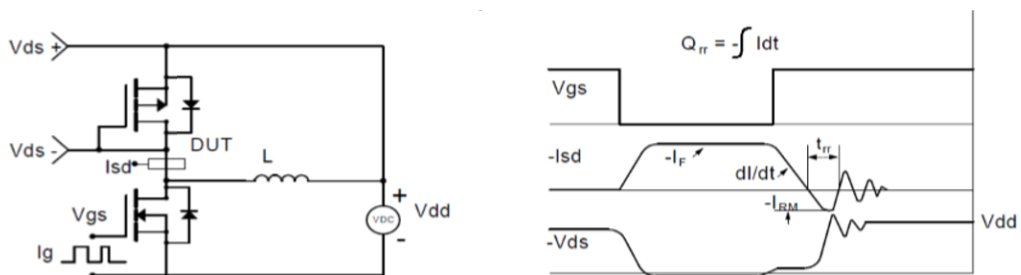 Vds +
Vds -
DUT
Isd
L
Vgs
Ig
+
VDC
-
Vdd
Qrr = -∫ Idt
Vgs
trr
-Isd
-IF
dI/dt
-IRM
Vdd
-Vds